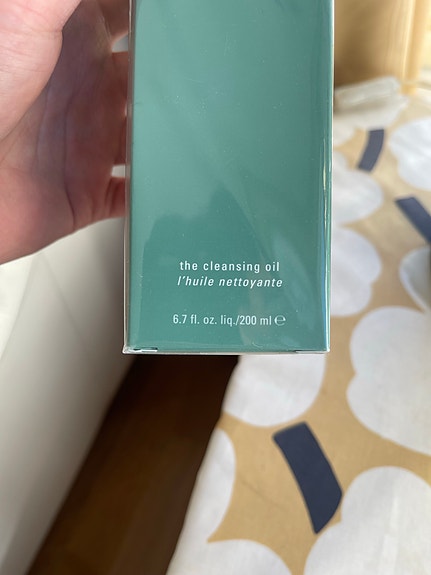 the cleansing oil
l'huile nettoyante
6.7 fl. oz. liq./200 ml ℮